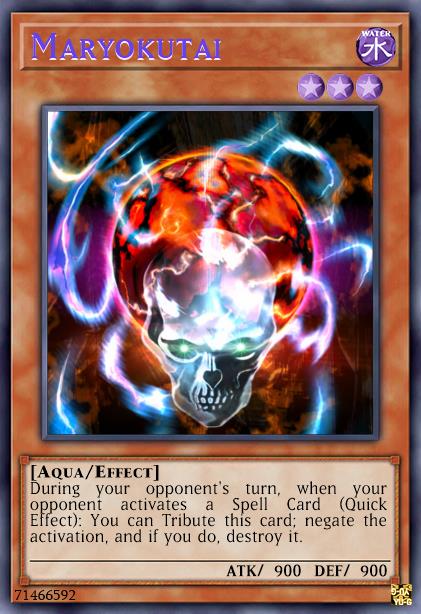 MARYOKUTAI
WATER
水
[AQUA/EFFECT]
During your opponent's turn, when your
opponent activates a Spell Card (Quick
Effect): You can Tribute this card; negate the
activation, and if you do, destroy it.
ATK/ 900 DEF/ 900
71466592